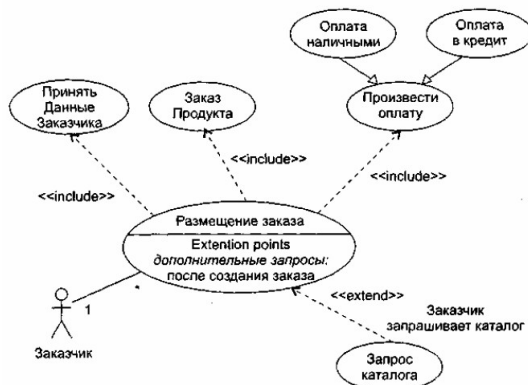 Оплата
наличными
Оплата
в кредит
Принять
Данные
Заказчика
Заказ
Продукта
Произвести
оплату
<<include>>
<<include>>
<<include>>
Размещение заказа
Extention points
дополнительные запросы:
после создания заказа
1
*
Заказчик
<<extend>>
Заказчик
запрашивает каталог
Запрос
каталога